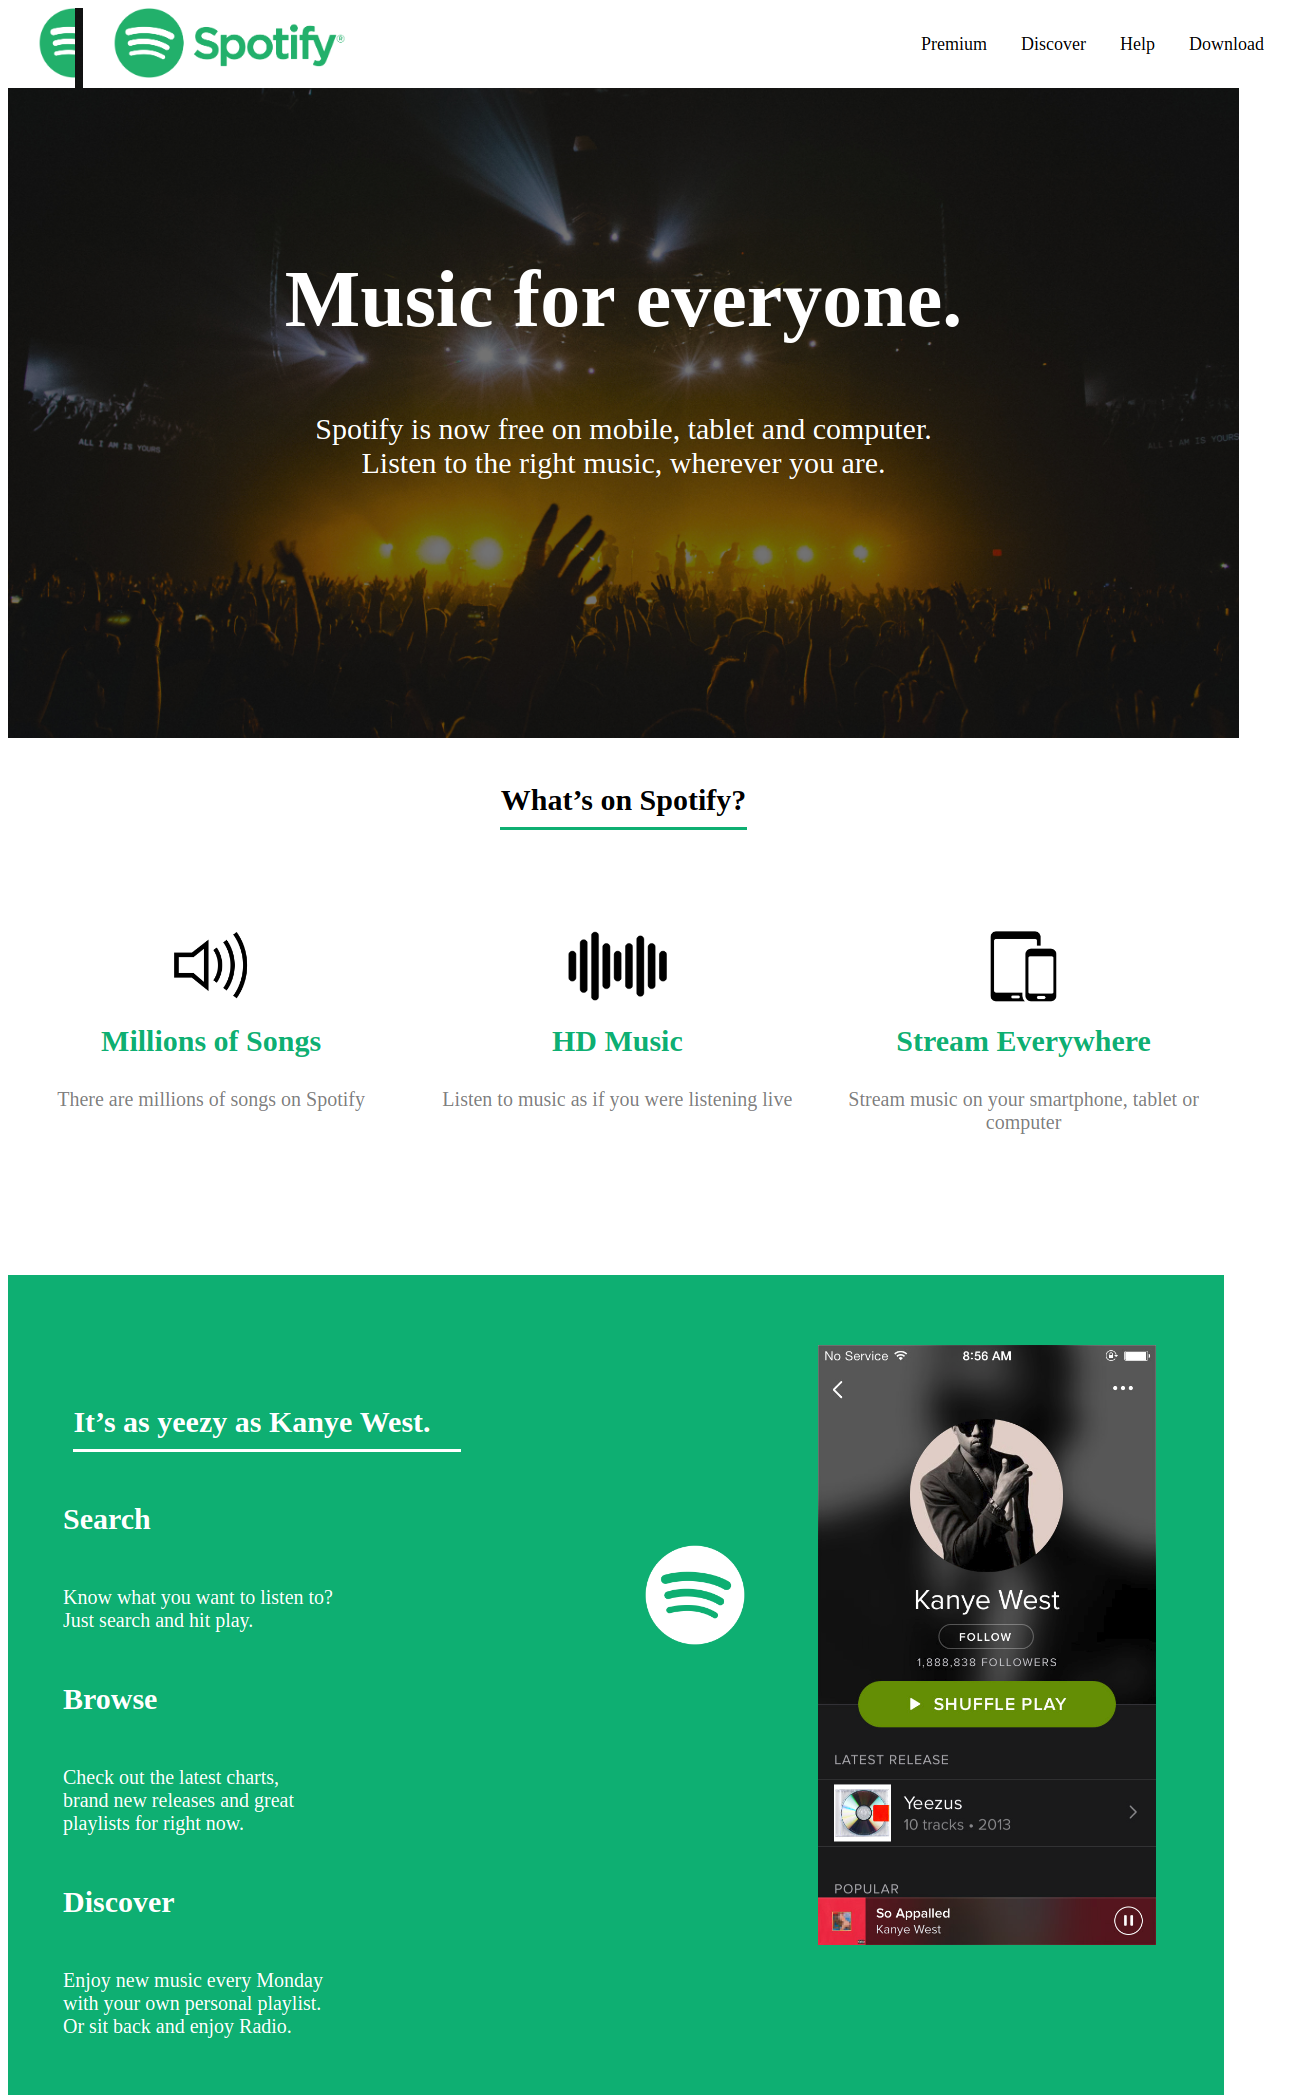 Spotify®
Premium Discover Help Download
Music for everyone.
ALL I AM IS YOURS
ALL I AM IS YOURS
Spotify is now free on mobile, tablet and computer.
Listen to the right music, wherever you are.
What’s on Spotify?
Millions of Songs
There are millions of songs on Spotify
HD Music
Listen to music as if you were listening live
Stream Everywhere
Stream music on your smartphone, tablet or
computer
It’s as yeezy as Kanye West.
Search
Know what you want to listen to?
Just search and hit play.
Browse
Check out the latest charts,
brand new releases and great
playlists for right now.
Discover
Enjoy new music every Monday
with your own personal playlist.
Or sit back and enjoy Radio.
No Service 8:56 AM
Kanye West
FOLLOW
1,888,838 FOLLOWERS
SHUFFLE PLAY
LATEST RELEASE
Yeezus
10 tracks • 2013
POPULAR
So Appalled
Kanye West